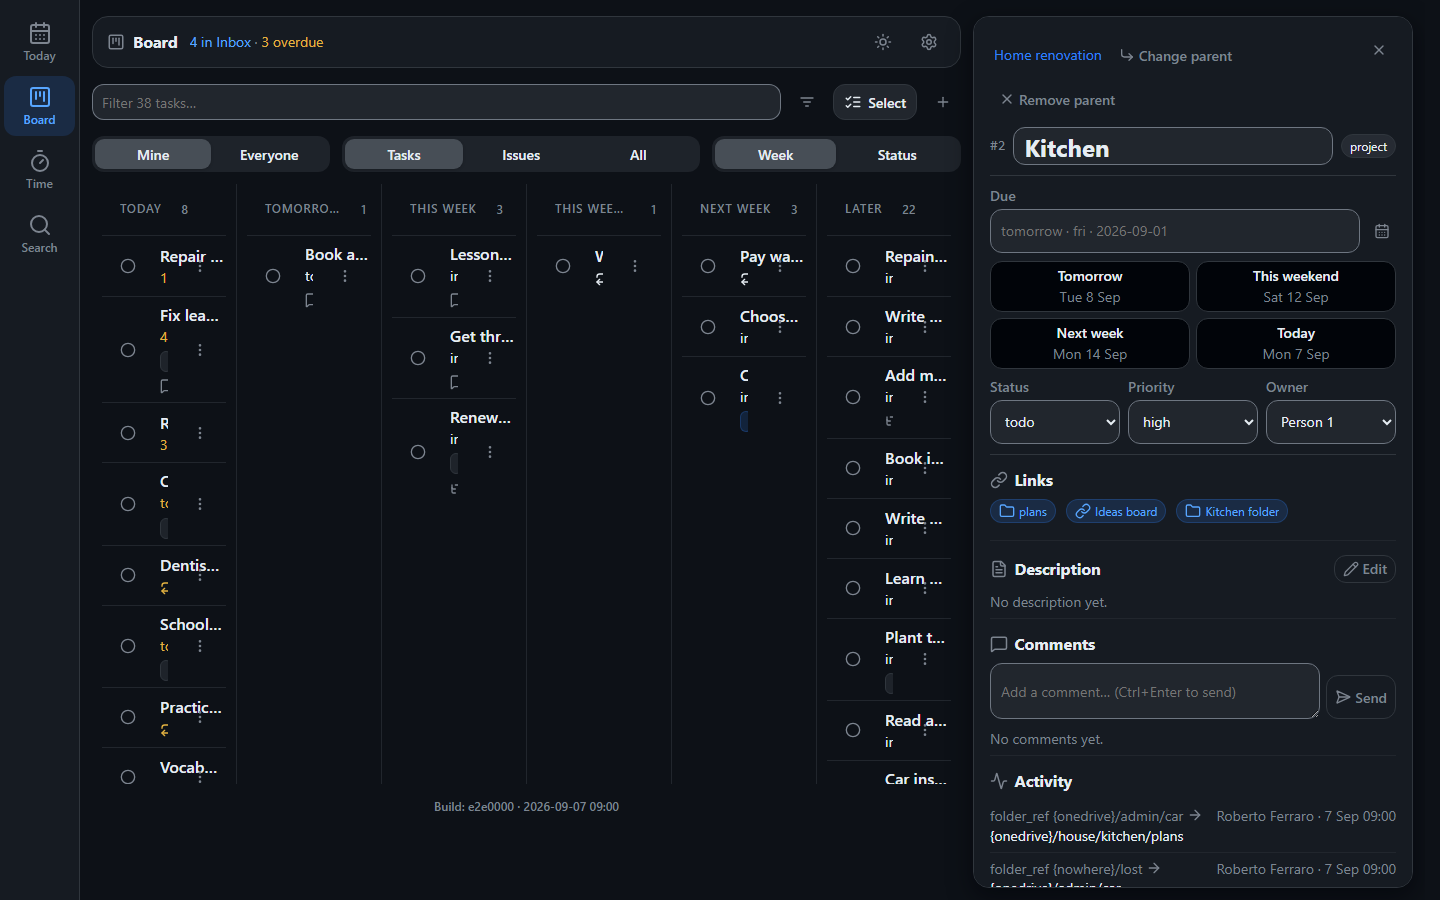 Today
Board
Time
Search
Board 4 in Inbox · 3 overdue
Filter 38 tasks...
Select
Mine Everyone
Tasks Issues All
Week Status
TODAY 8
Repair ...
1
Fix lea...
4
R
3
C
Dentis...
School...
Practic...
Vocab...
TOMORRO... 1
Book a...
THIS WEEK 3
Lesson...
Get thr...
Renew...
THIS WEE... 1
NEXT WEEK 3
Pay wa...
Choos...
C
LATER 22
Repain...
Write ...
Add m...
Book i...
Write ...
Learn ...
Plant t...
Read a...
Car ins...
Build: e2e0000 · 2026-09-07 09:00
Home renovation Change parent
Remove parent
#2 Kitchen project
Due
tomorrow · fri · 2026-09-01
Tomorrow
Tue 8 Sep
This weekend
Sat 12 Sep
Next week
Mon 14 Sep
Today
Mon 7 Sep
Status Priority Owner
todo high Person 1
Links
plans Ideas board Kitchen folder
Description Edit
No description yet.
Comments
Add a comment... (Ctrl+Enter to send) Send
No comments yet.
Activity
folder_ref {onedrive}/admin/car → Roberto Ferraro · 7 Sep 09:00
{onedrive}/house/kitchen/plans
folder_ref {nowhere}/lost → Roberto Ferraro · 7 Sep 09:00
{onedrive}/admin/car